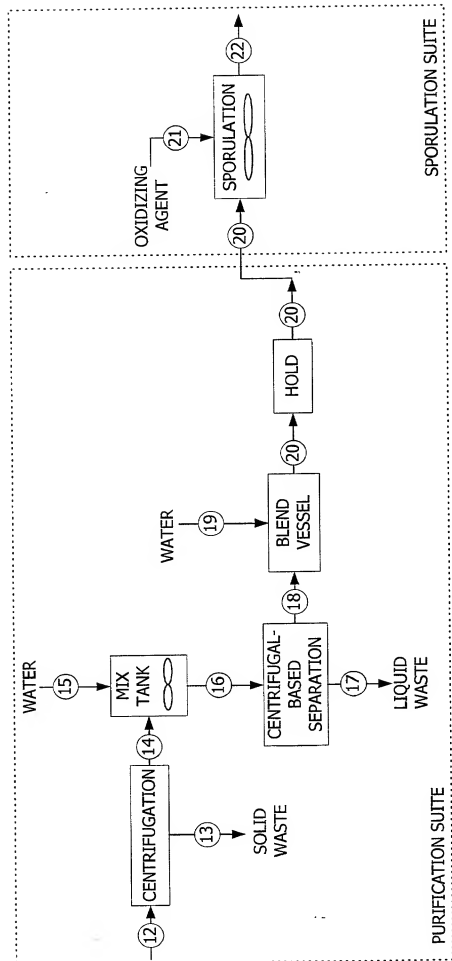 12
CENTRIFUGATION
13
SOLID
WASTE
14
WATER
15
MIX
TANK
16
CENTRIFUGAL-
BASED
SEPARATION
17
LIQUID
WASTE
18
WATER
19
BLEND
VESSEL
20
HOLD
20
PURIFICATION SUITE
20
OXIDIZING
AGENT
21
SPORULATION
22
SPORULATION SUITE